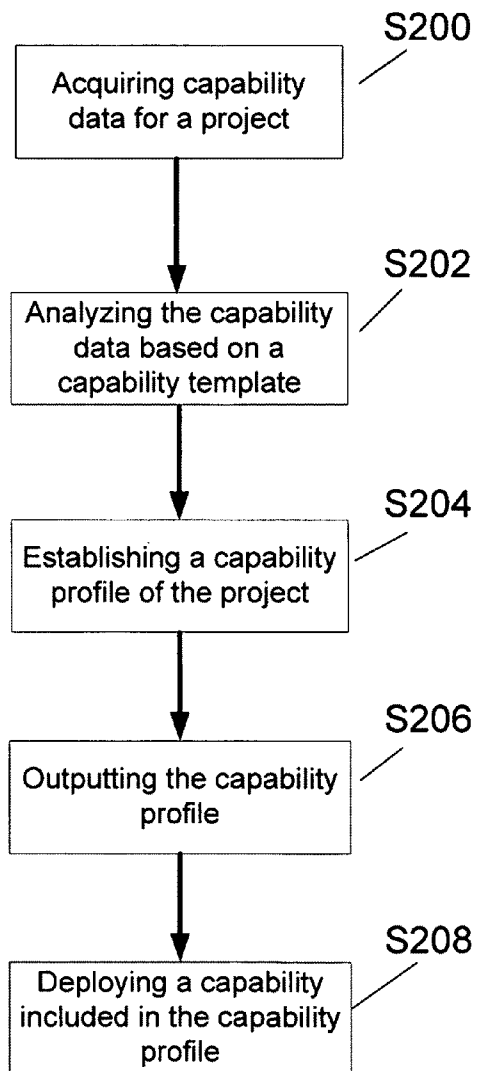 S200
Acquiring capability
data for a project
S202
Analyzing the capability
data based on a
capability template
S204
Establishing a capability
profile of the project
S206
Outputting the capability
profile
S208
Deploying a capability
included in the capability
profile